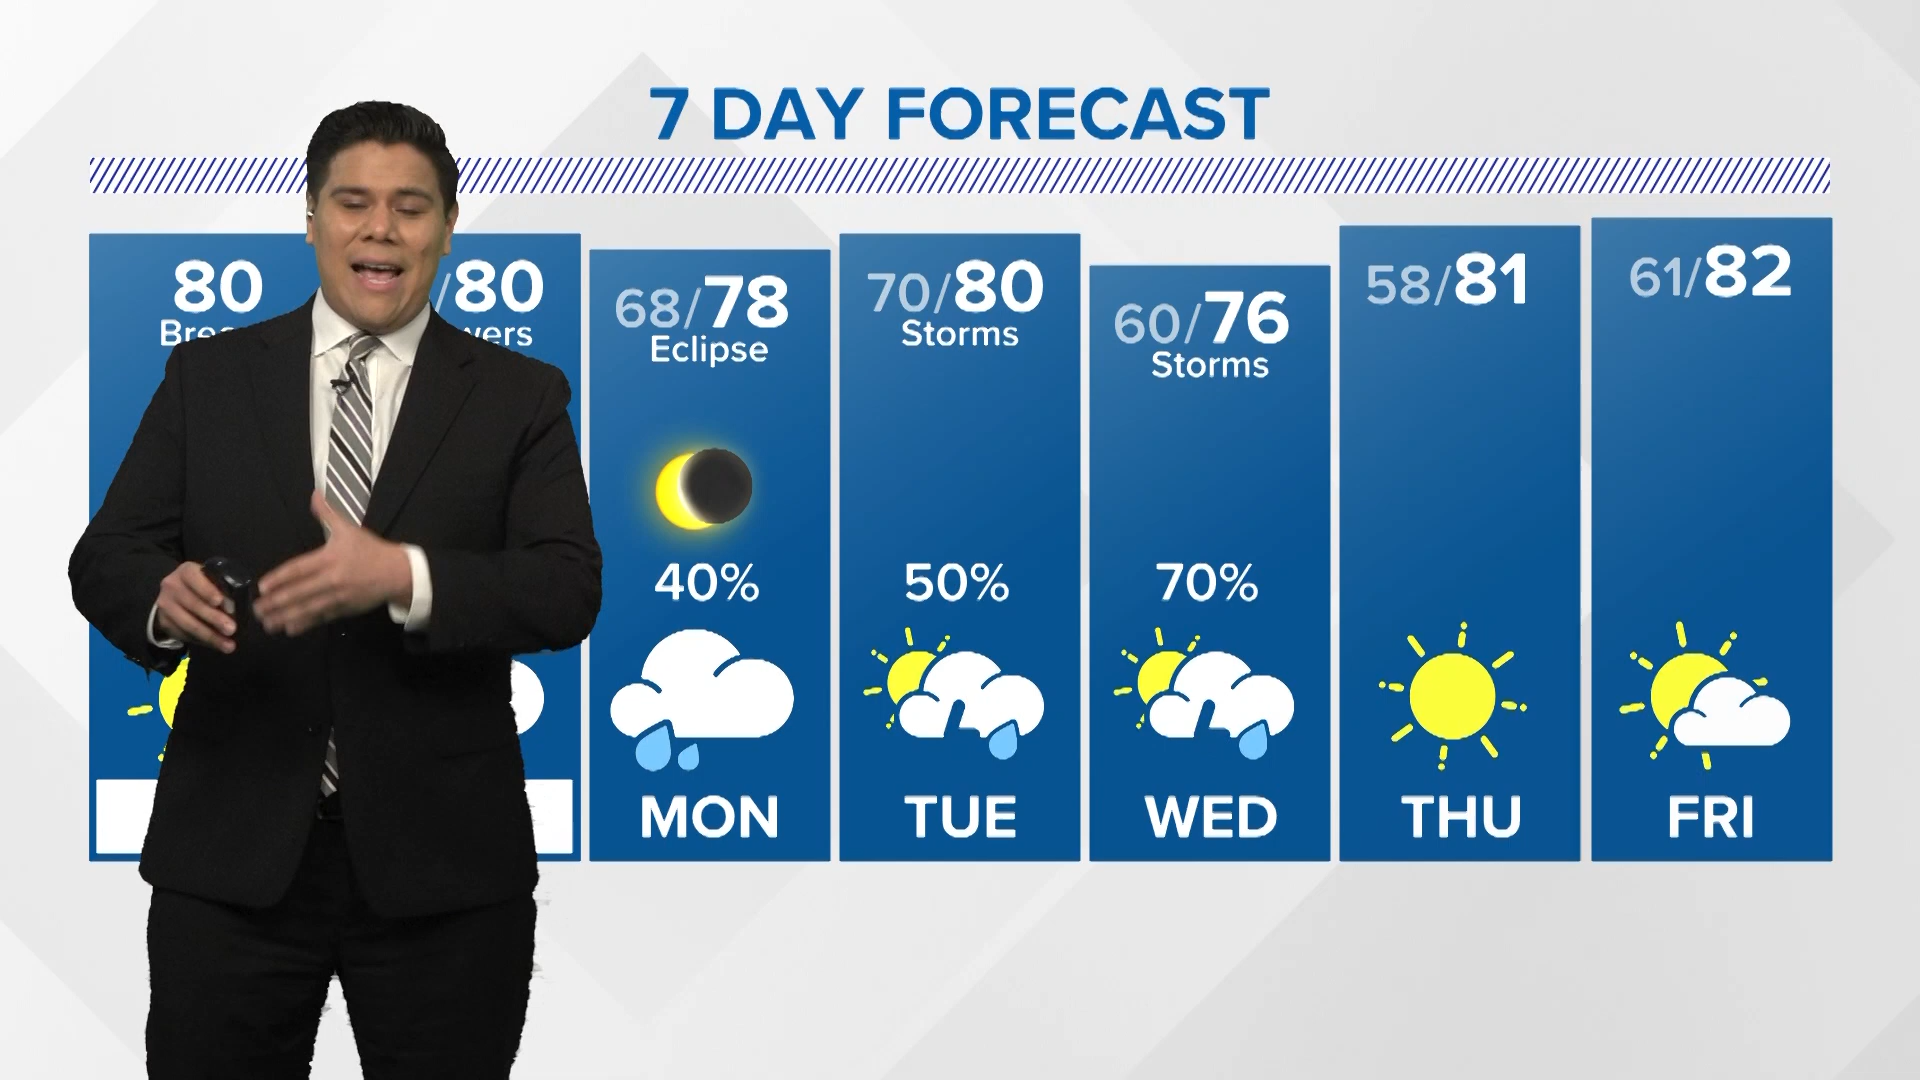 7 DAY FORECAST
80
/80
68/78
Eclipse
40%
MON
70/80
Storms
50%
TUE
60/76
Storms
70%
WED
58/81
THU
61/82
FRI